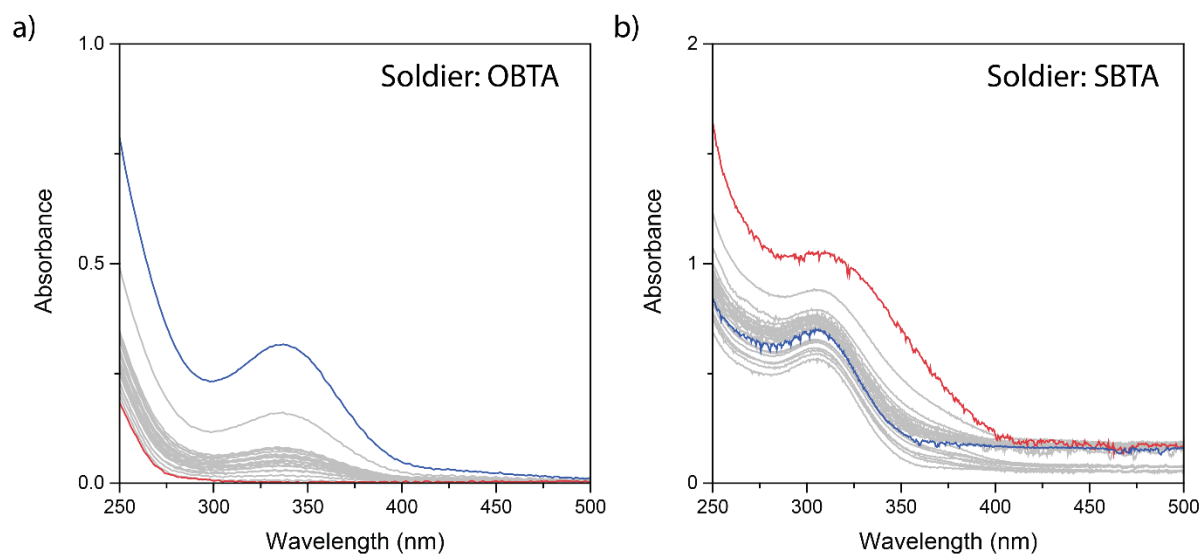 a)
Soldier: OBTA
1.0
0.5
0.0
Absorbance
250
300
350
400
450
500
Wavelength (nm)
b)
Soldier: SBTA
2
1
0
Absorbance
250
300
350
400
450
500
Wavelength (nm)